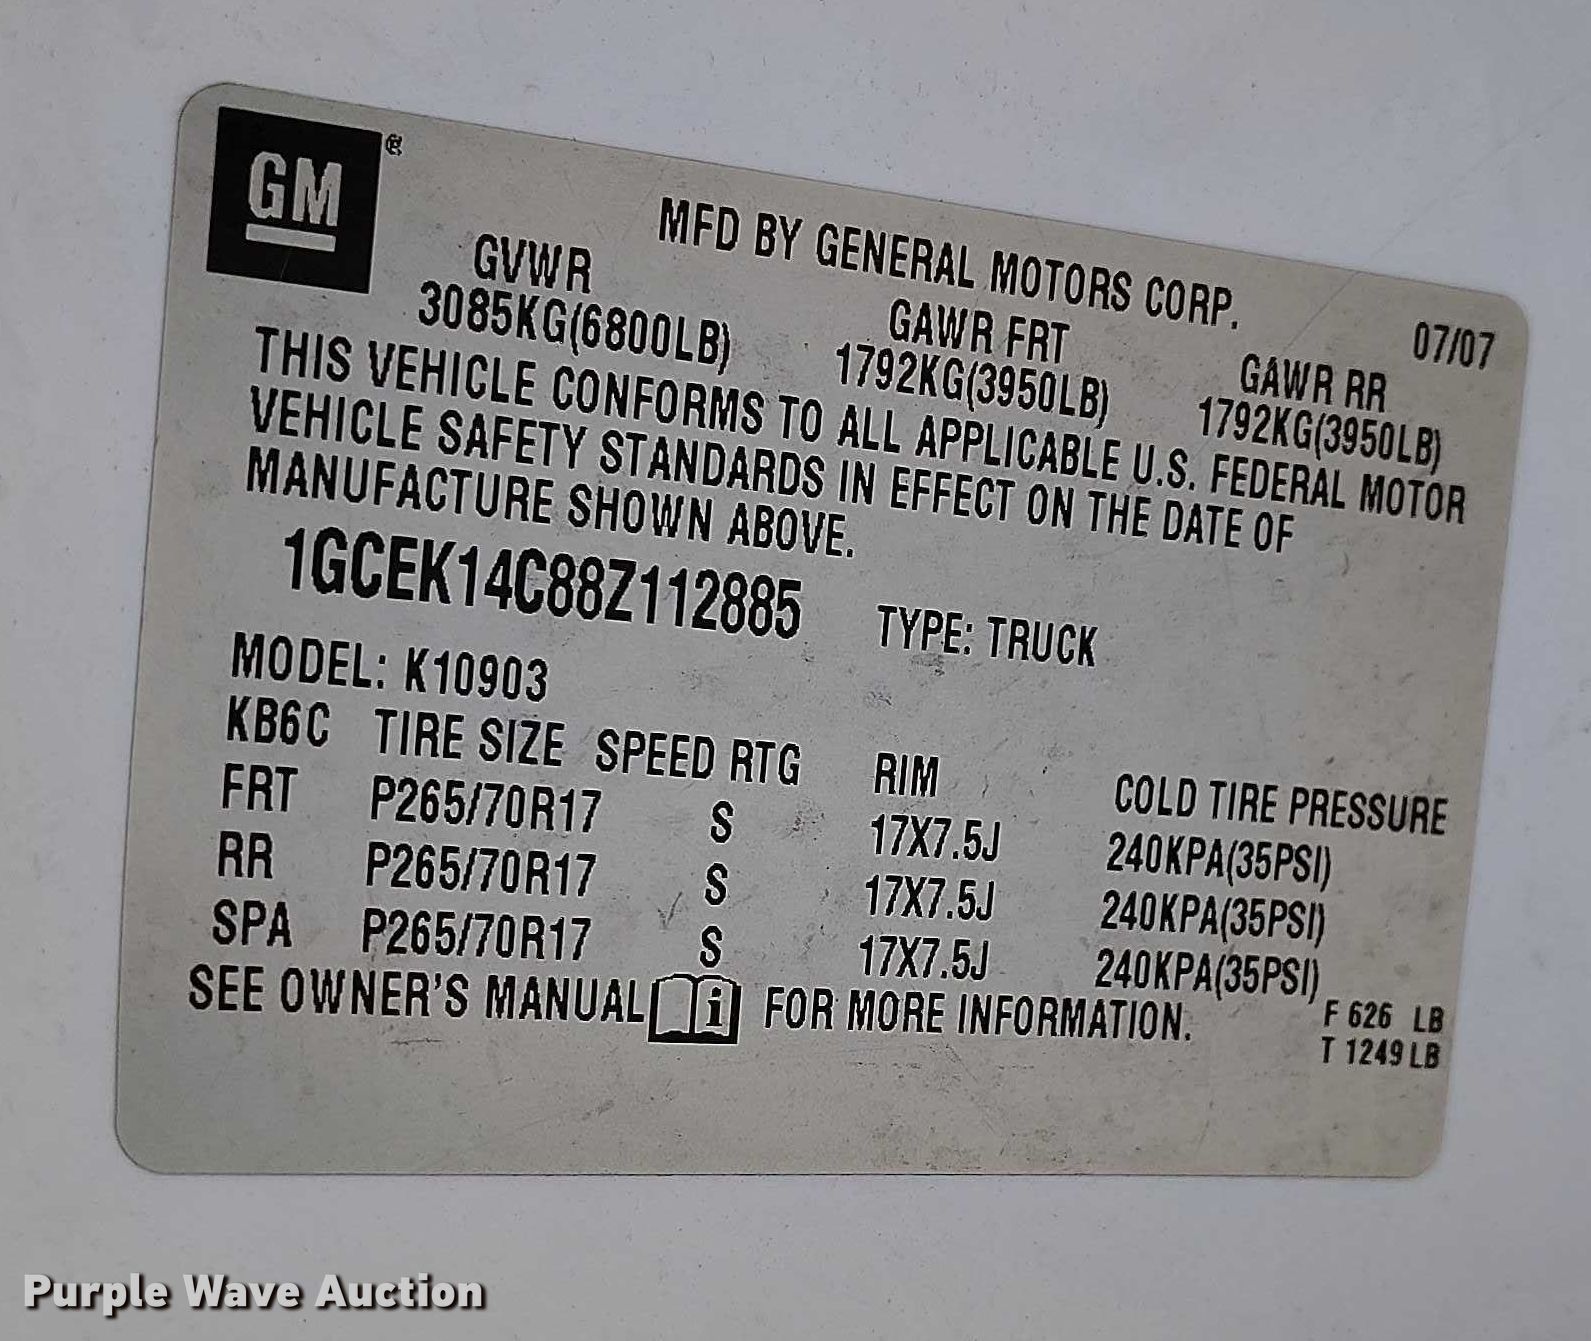 GM ®
MFD BY GENERAL MOTORS CORP.
07/07
GVWR GAWR FRT GAWR RR
3085KG(6800LB) 1792KG(3950LB) 1792KG(3950LB)
THIS VEHICLE CONFORMS TO ALL APPLICABLE U.S. FEDERAL MOTOR
VEHICLE SAFETY STANDARDS IN EFFECT ON THE DATE OF
MANUFACTURE SHOWN ABOVE.
1GCEK14C88Z112885 TYPE: TRUCK
MODEL: K10903
KB6C TIRE SIZE SPEED RTG RIM COLD TIRE PRESSURE
FRT P265/70R17 S 17X7.5J 240KPA(35PSI)
RR P265/70R17 S 17X7.5J 240KPA(35PSI)
SPA P265/70R17 S 17X7.5J 240KPA(35PSI)
SEE OWNER'S MANUAL i FOR MORE INFORMATION.
F 626 LB
T 1249 LB
Purple Wave Auction